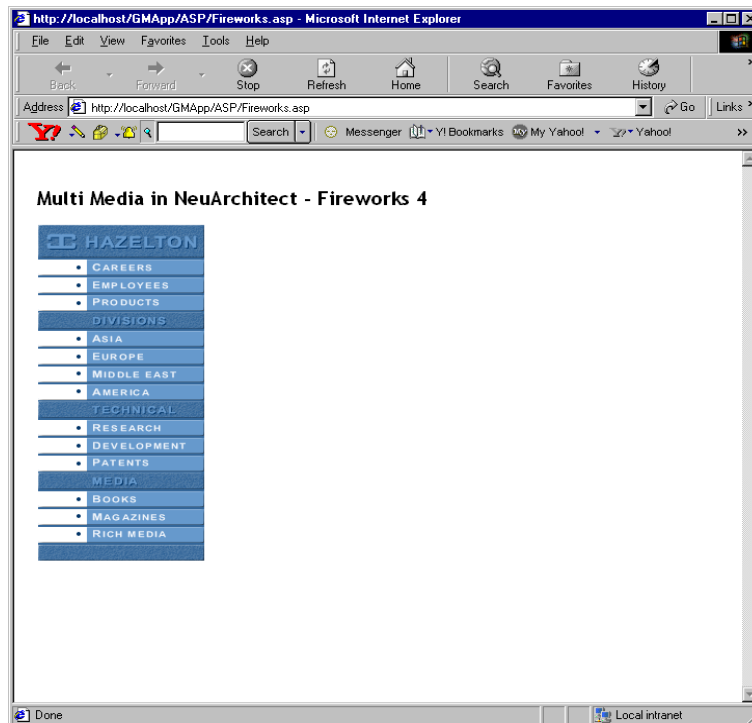 http://localhost/GMApp/ASP/Fireworks.asp - Microsoft Internet Explorer
File Edit View Favorites Tools Help
Back Forward Stop Refresh Home Search Favorites History »
Address http://localhost/GMApp/ASP/Fireworks.asp Go Links »
Y! Search Messenger Y! Bookmarks My Yahoo! Yahoo! »
Multi Media in NeuArchitect - Fireworks 4
HAZELTON
• CAREERS
• EMPLOYEES
• PRODUCTS
DIVISIONS
• ASIA
• EUROPE
• MIDDLE EAST
• AMERICA
TECHNICAL
• RESEARCH
• DEVELOPMENT
• PATENTS
MEDIA
• BOOKS
• MAGAZINES
• RICH MEDIA
Done Local intranet